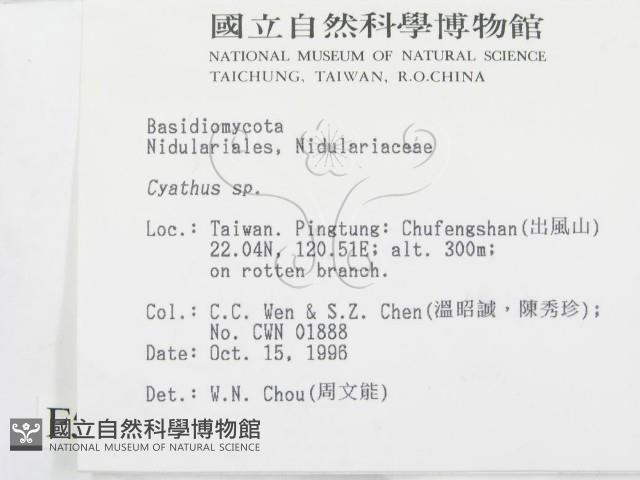 國立自然科學博物館
NATIONAL MUSEUM OF NATURAL SCIENCE
TAICHUNG, TAIWAN, R.O.CHINA
Basidiomycota
Nidulariales, Nidulariaceae
Cyathus sp.
Loc.: Taiwan. Pingtung: Chufengshan(出風山)
22.04N, 120.51E; alt. 300m;
on rotten branch.
Col.: C.C. Wen & S.Z. Chen(溫昭誠，陳秀珍);
No. CWN 01888
Date: Oct. 15, 1996
Det.: W.N. Chou(周文能)
國立自然科學博物館
NATIONAL MUSEUM OF NATURAL SCIENCE